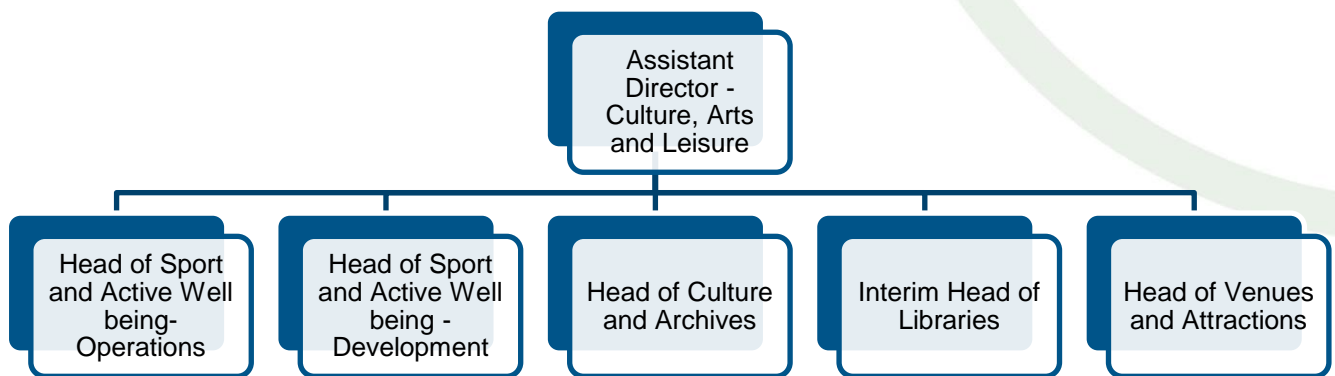 Assistant
Director -
Culture, Arts
and Leisure
Head of Sport
and Active Well
being-
Operations
Head of Sport
and Active Well
being -
Development
Head of Culture
and Archives
Interim Head of
Libraries
Head of Venues
and Attractions